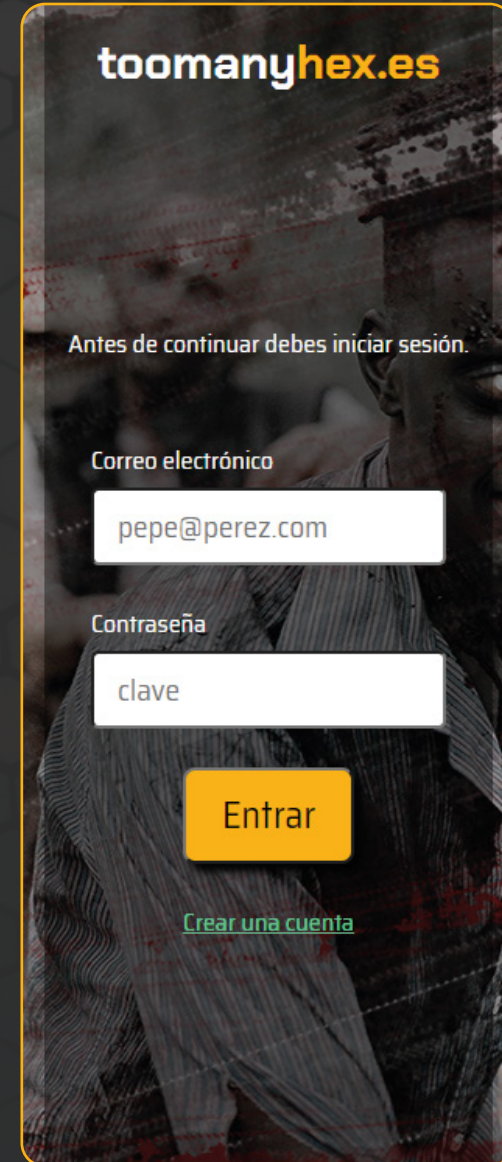 toomanyhex.es
Antes de continuar debes iniciar sesión.
Correo electrónico
pepe@perez.com
Contraseña
clave
Entrar
Crear una cuenta